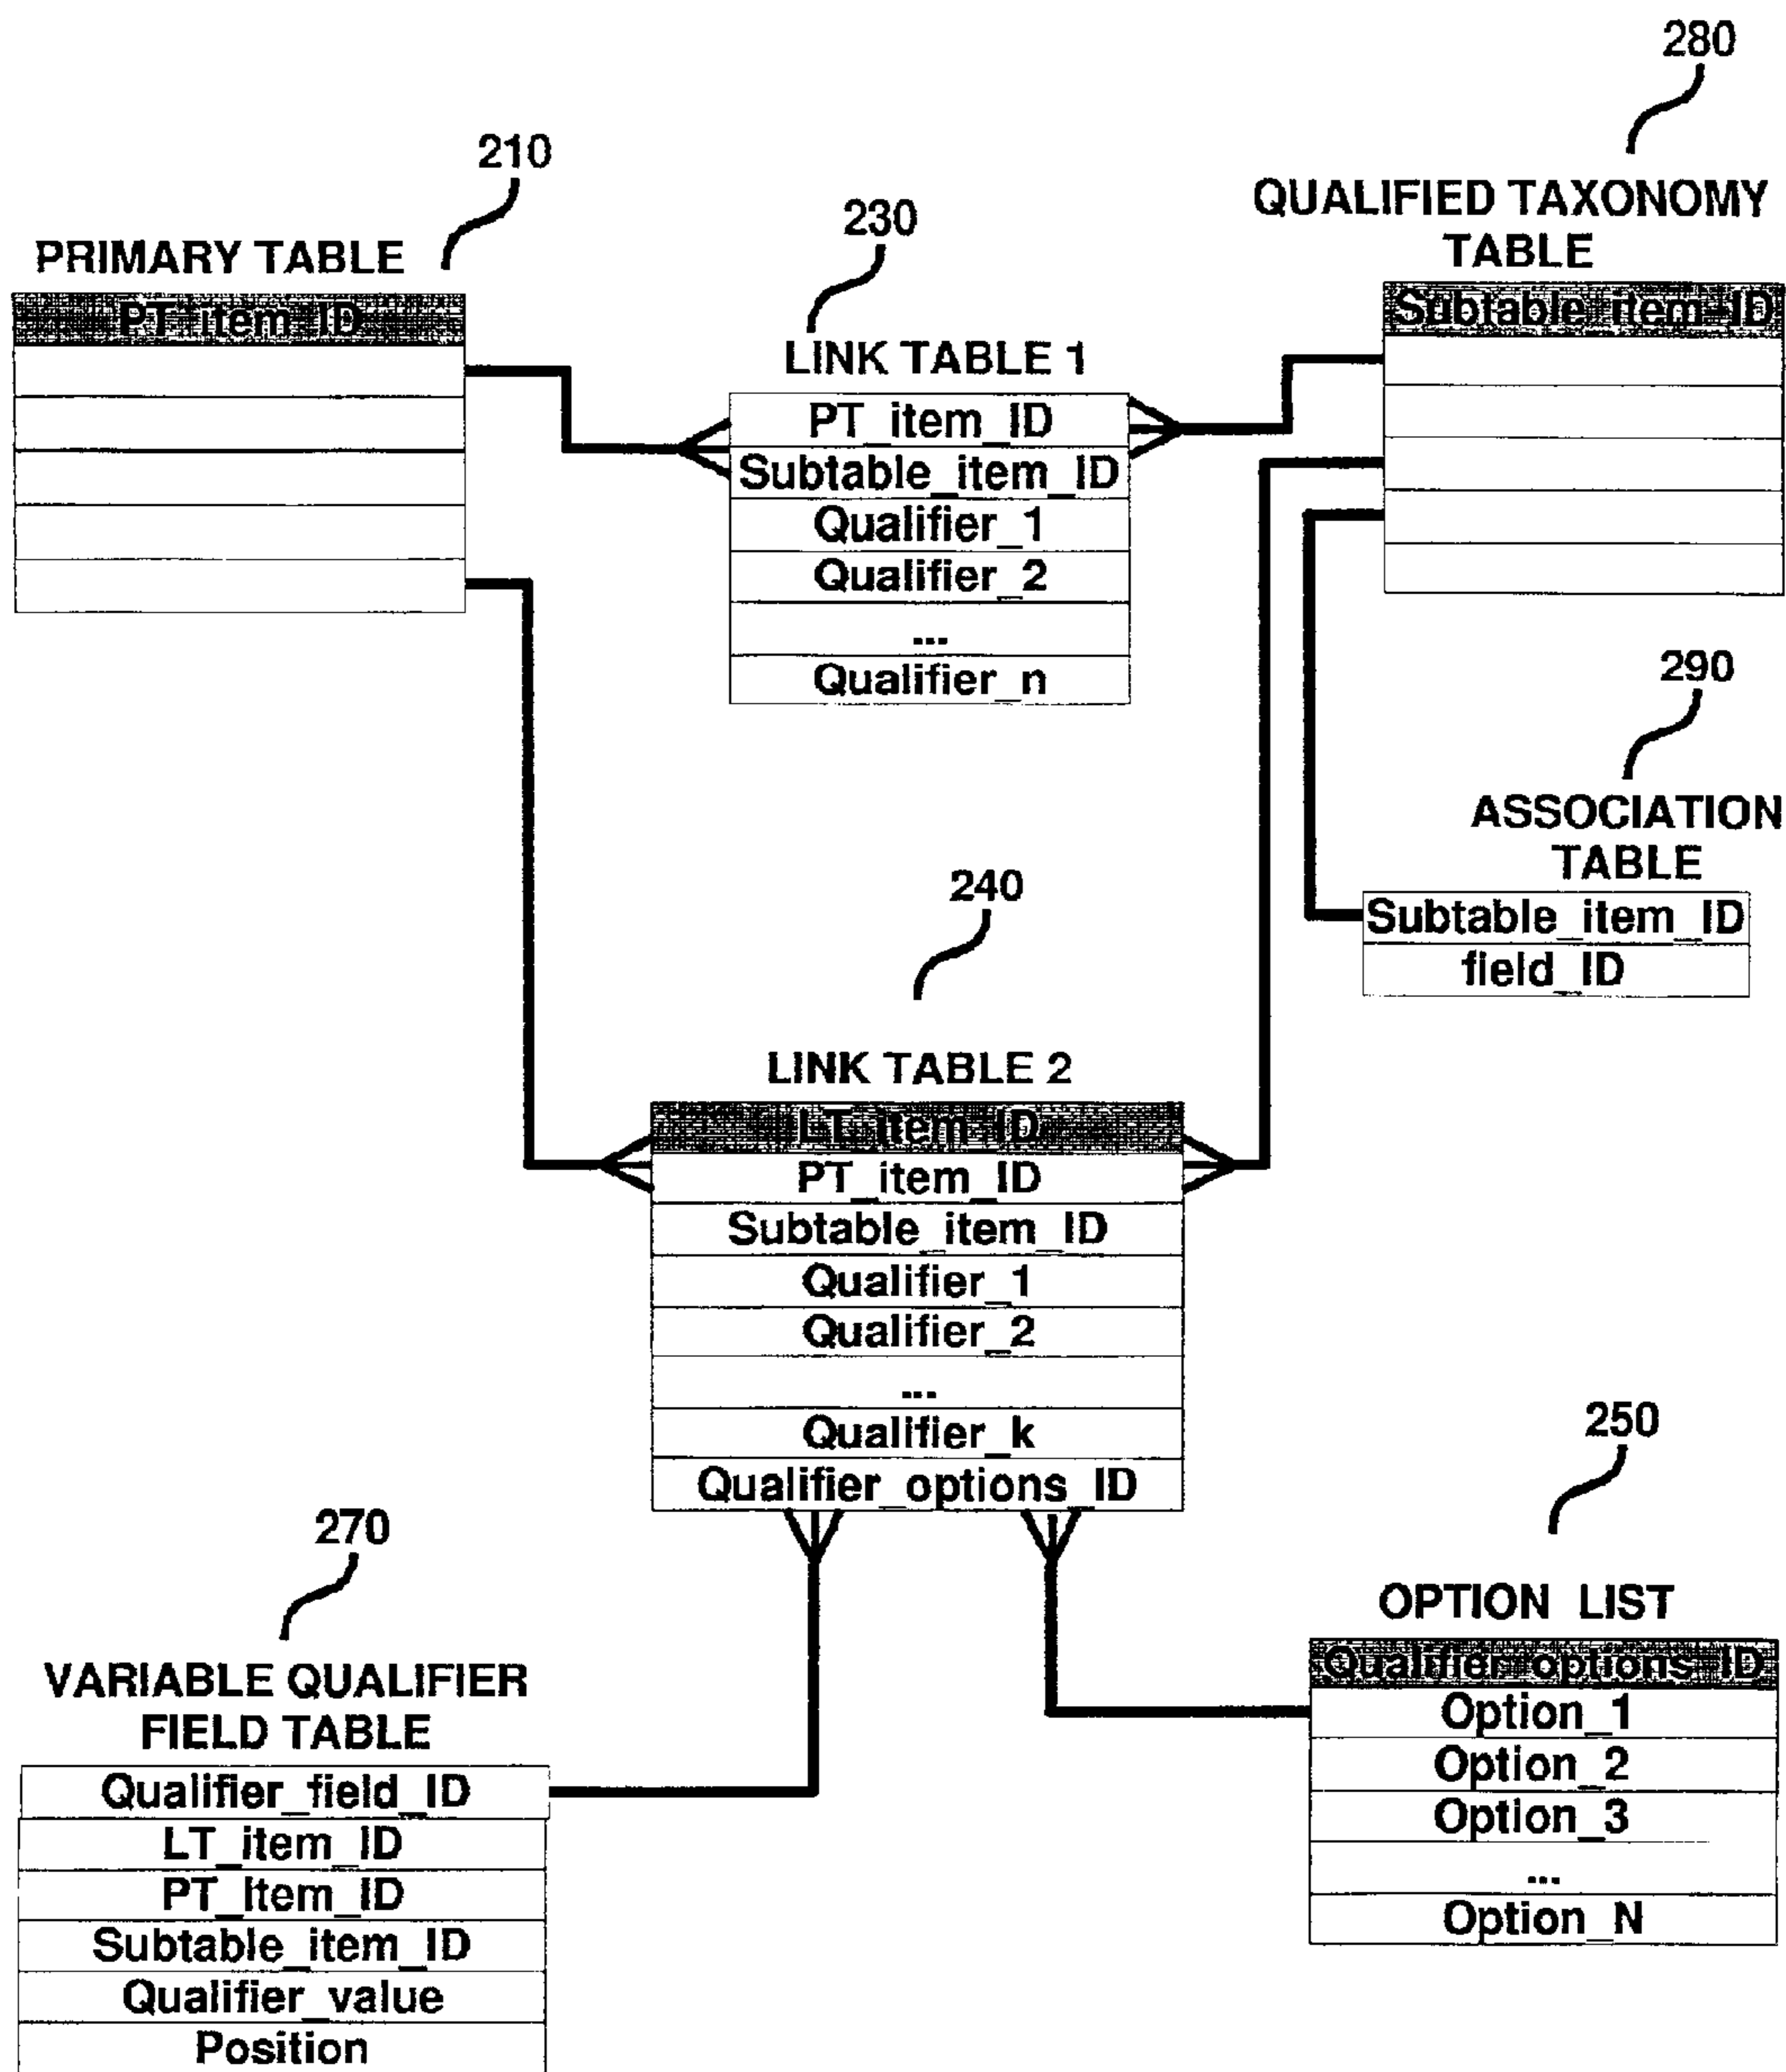 210
PRIMARY TABLE
PT_item_ID
230
LINK TABLE 1
PT_item_ID
Subtable_item_ID
Qualifier_1
Qualifier_2
...
Qualifier_n
280
QUALIFIED TAXONOMY
TABLE
Subtable_item_ID
290
ASSOCIATION
TABLE
Subtable_item_ID
field_ID
240
LINK TABLE 2
LT_item_ID
PT_item_ID
Subtable_item_ID
Qualifier_1
Qualifier_2
...
Qualifier_k
Qualifier_options_ID
270
VARIABLE QUALIFIER
FIELD TABLE
Qualifier_field_ID
LT_item_ID
PT_item_ID
Subtable_item_ID
Qualifier_value
Position
250
OPTION LIST
Qualifier_options_ID
Option_1
Option_2
Option_3
...
Option_N